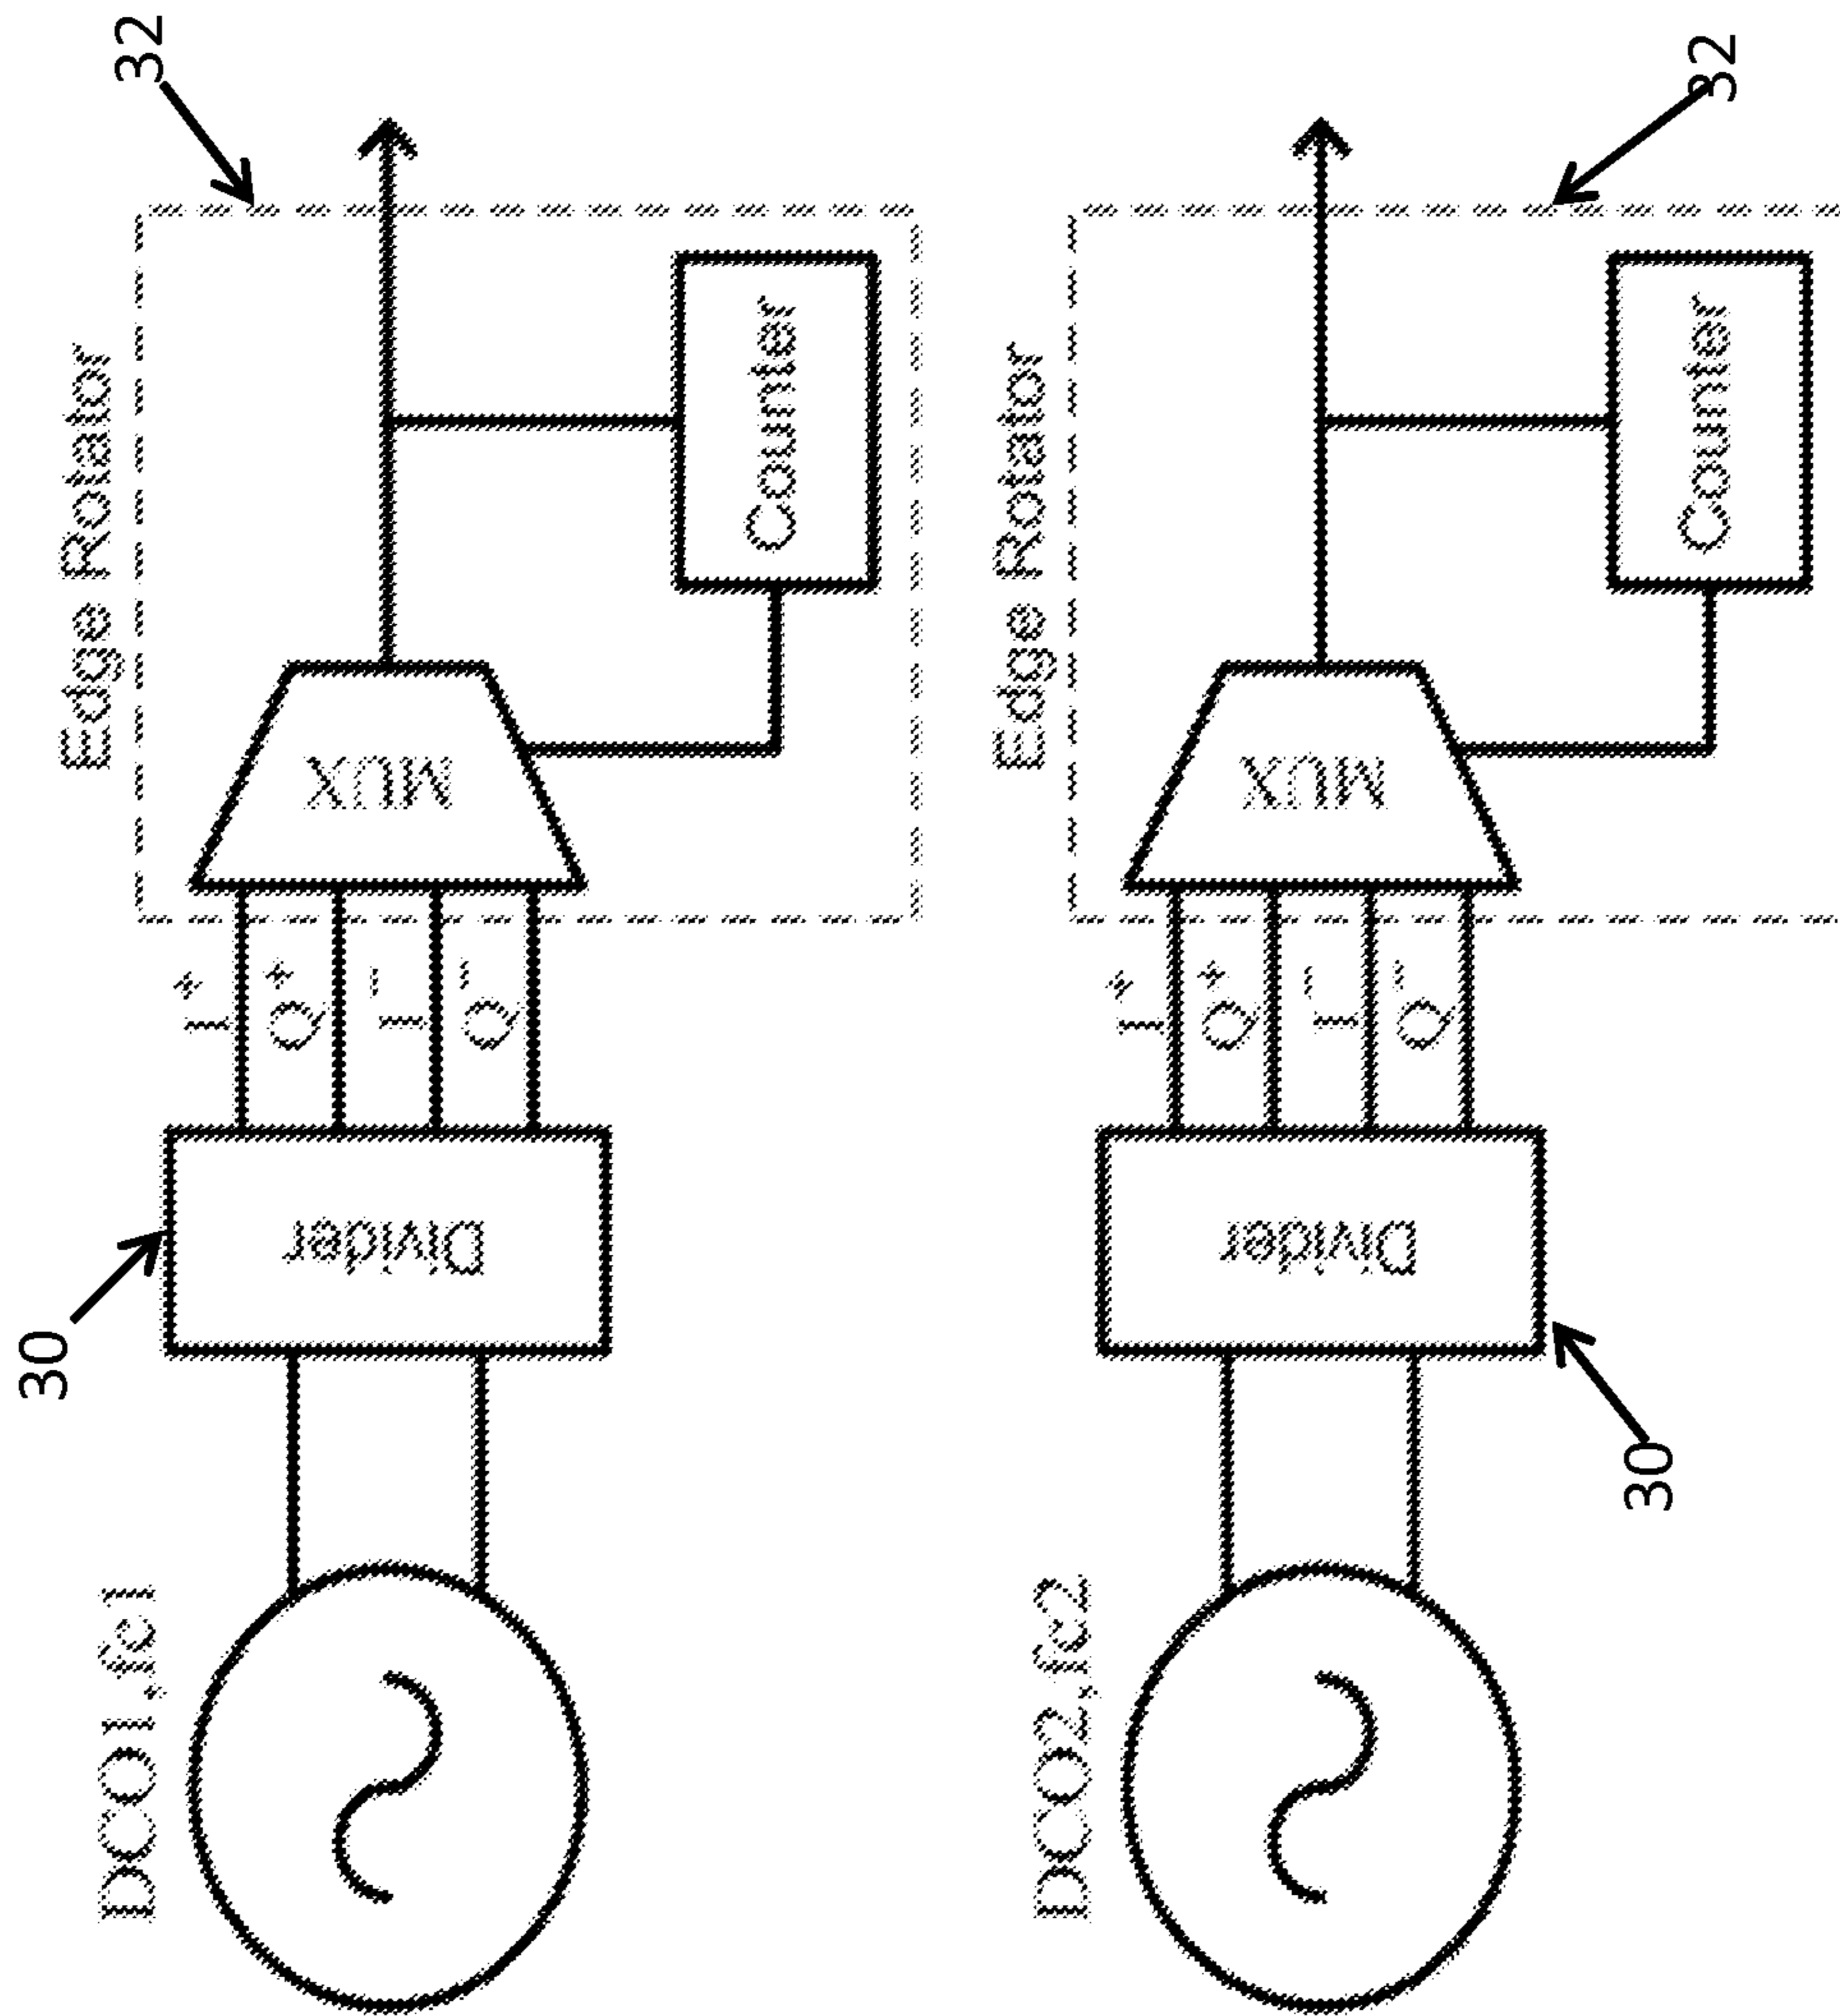 DCO1,fc1
30
Divider
I+
Q+
I-
Q-
Edge Rotator
32
MUX
Counter
DCO2,fc2
30
Divider
I+
Q+
I-
Q-
Edge Rotator
32
MUX
Counter